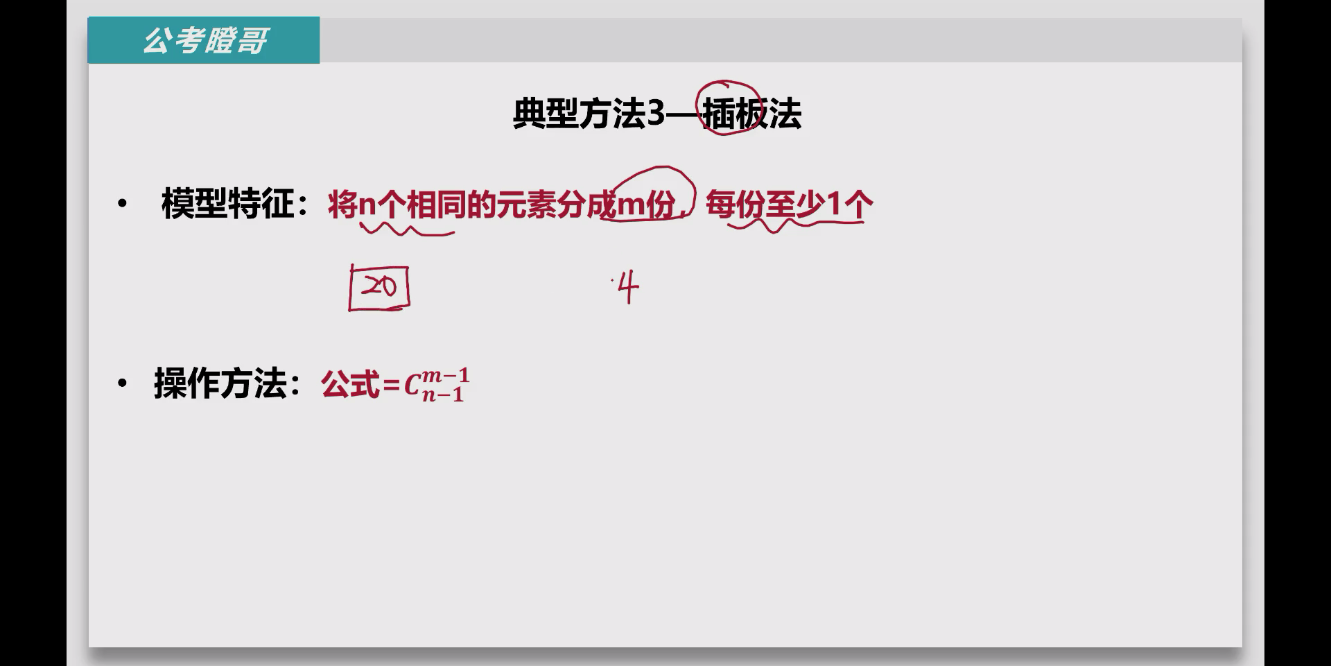 公考瞪哥
典型方法3—插板法
• 模型特征：将n个相同的元素分成m份，每份至少1个
20 4
• 操作方法：公式=$C_{n-1}^{m-1}$